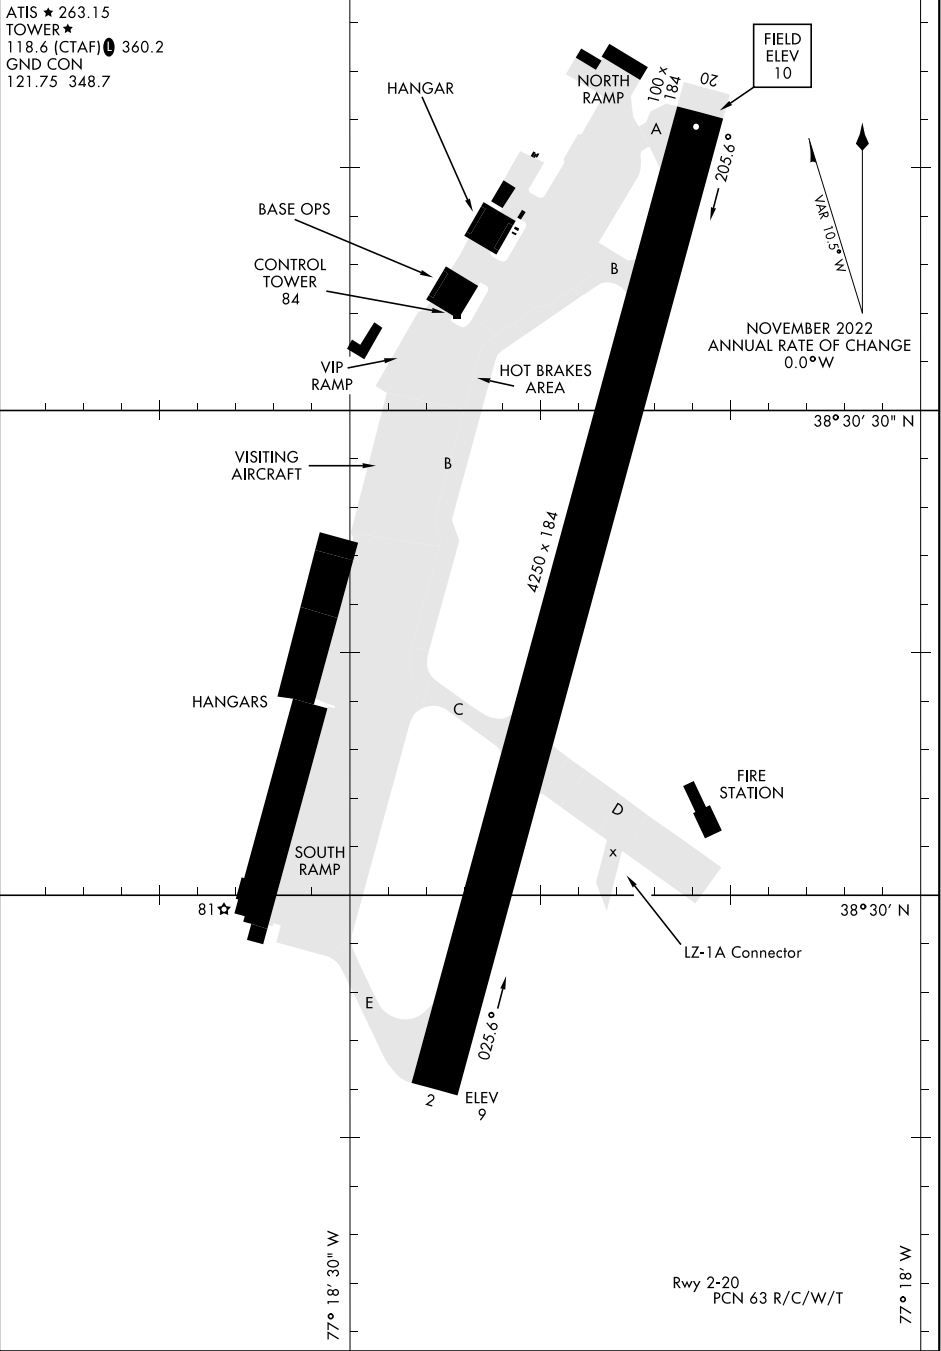 ATIS ★ 263.15
TOWER ★
118.6 (CTAF) L 360.2
GND CON
121.75 348.7
FIELD
ELEV
10
NORTH
RAMP
100 x
184
20
HANGAR
A
205.6°
VAR 10.5° W
BASE OPS
CONTROL
TOWER
84
B
NOVEMBER 2022
ANNUAL RATE OF CHANGE
0.0° W
VIP
RAMP
HOT BRAKES
AREA
38° 30' 30" N
VISITING
AIRCRAFT
B
4250 x 184
HANGARS
C
FIRE
STATION
D
SOUTH
RAMP
x
81
38° 30' N
LZ-1A Connector
E
025.6°
2
ELEV
9
77° 18' 30" W
77° 18' W
Rwy 2-20
PCN 63 R/C/W/T